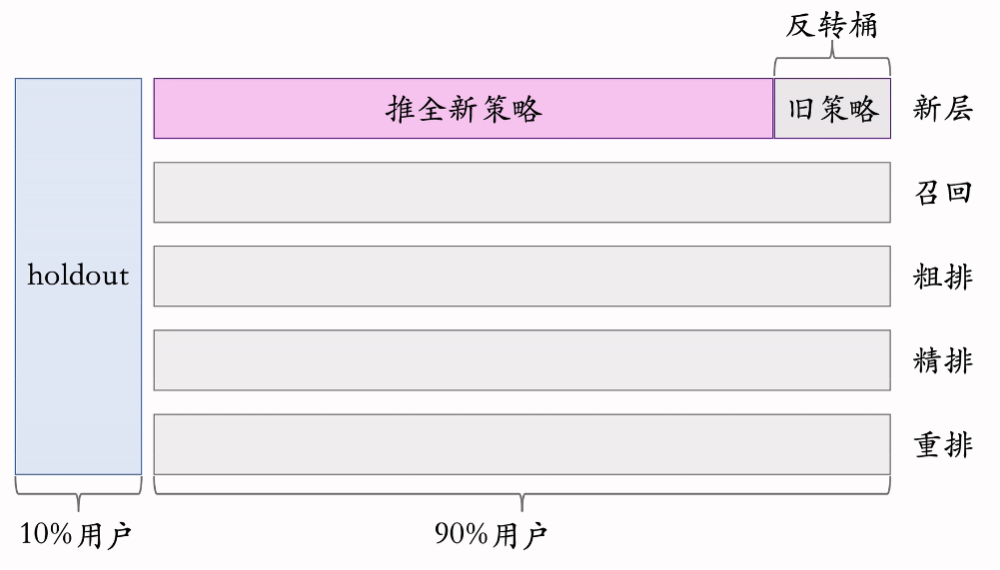 反转桶
推全新策略 旧策略 新层
召回
holdout 粗排
精排
重排
10%用户 90%用户